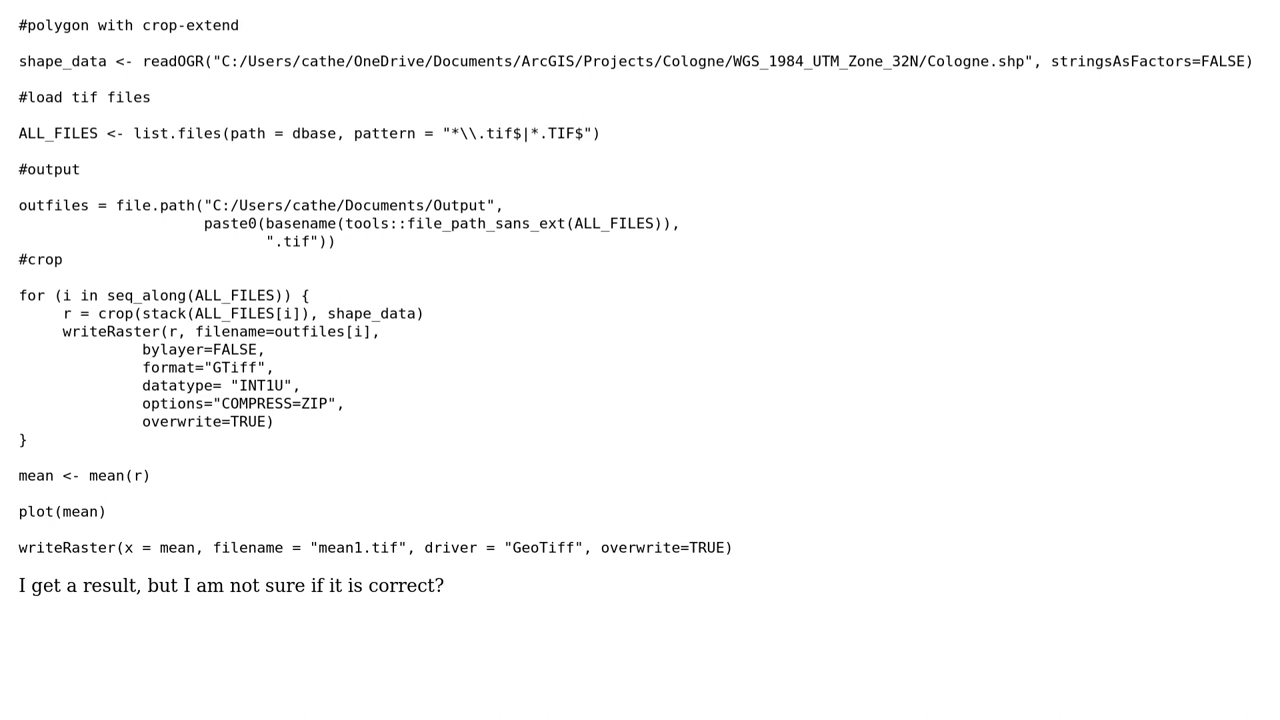 #polygon with crop-extend
shape_data <- readOGR("C:/Users/cathe/OneDrive/Documents/ArcGIS/Projects/Cologne/WGS_1984_UTM_Zone_32N/Cologne.shp", stringsAsFactors=FALSE)
#load tif files
ALL_FILES <- list.files(path = dbase, pattern = "*\\.tif$|*.TIF$")
#output
outfiles = file.path("C:/Users/cathe/Documents/Output",
                     paste0(basename(tools::file_path_sans_ext(ALL_FILES)),
                            ".tif"))
#crop
for (i in seq_along(ALL_FILES)) {
     r = crop(stack(ALL_FILES[i]), shape_data)
     writeRaster(r, filename=outfiles[i],
              bylayer=FALSE,
              format="GTiff",
              datatype= "INT1U",
              options="COMPRESS=ZIP",
              overwrite=TRUE)
}
mean <- mean(r)
plot(mean)
writeRaster(x = mean, filename = "mean1.tif", driver = "GeoTiff", overwrite=TRUE)
I get a result, but I am not sure if it is correct?